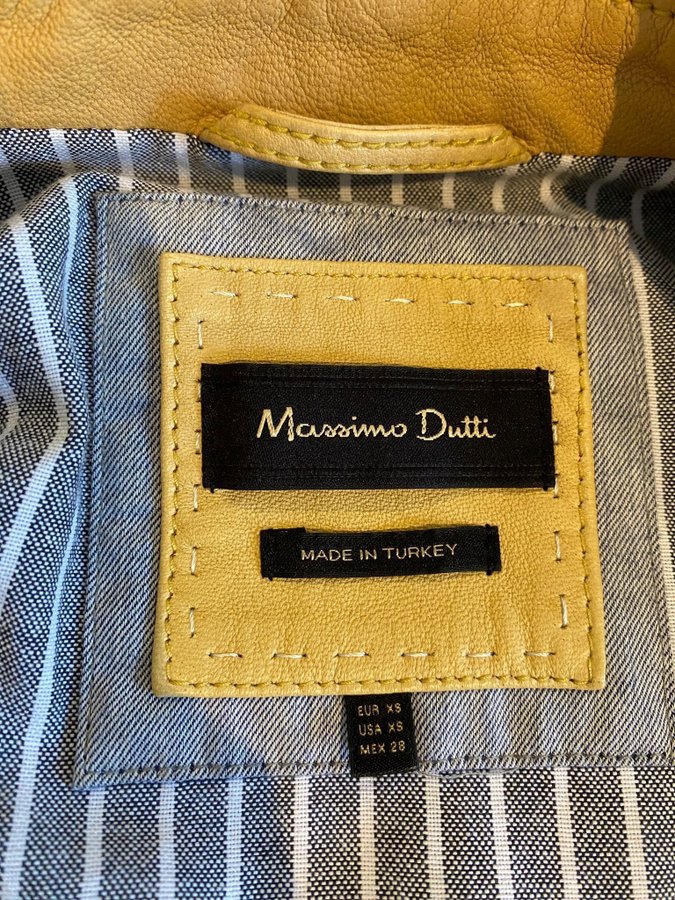 Massimo Dutti
MADE IN TURKEY
EUR XS
USA XS
MEX 28